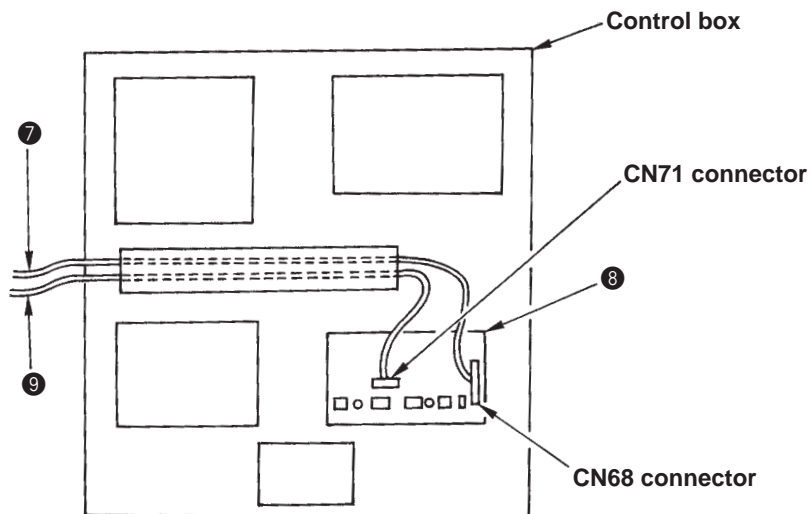 Control box
❼
CN71 connector
❽
❾
CN68 connector